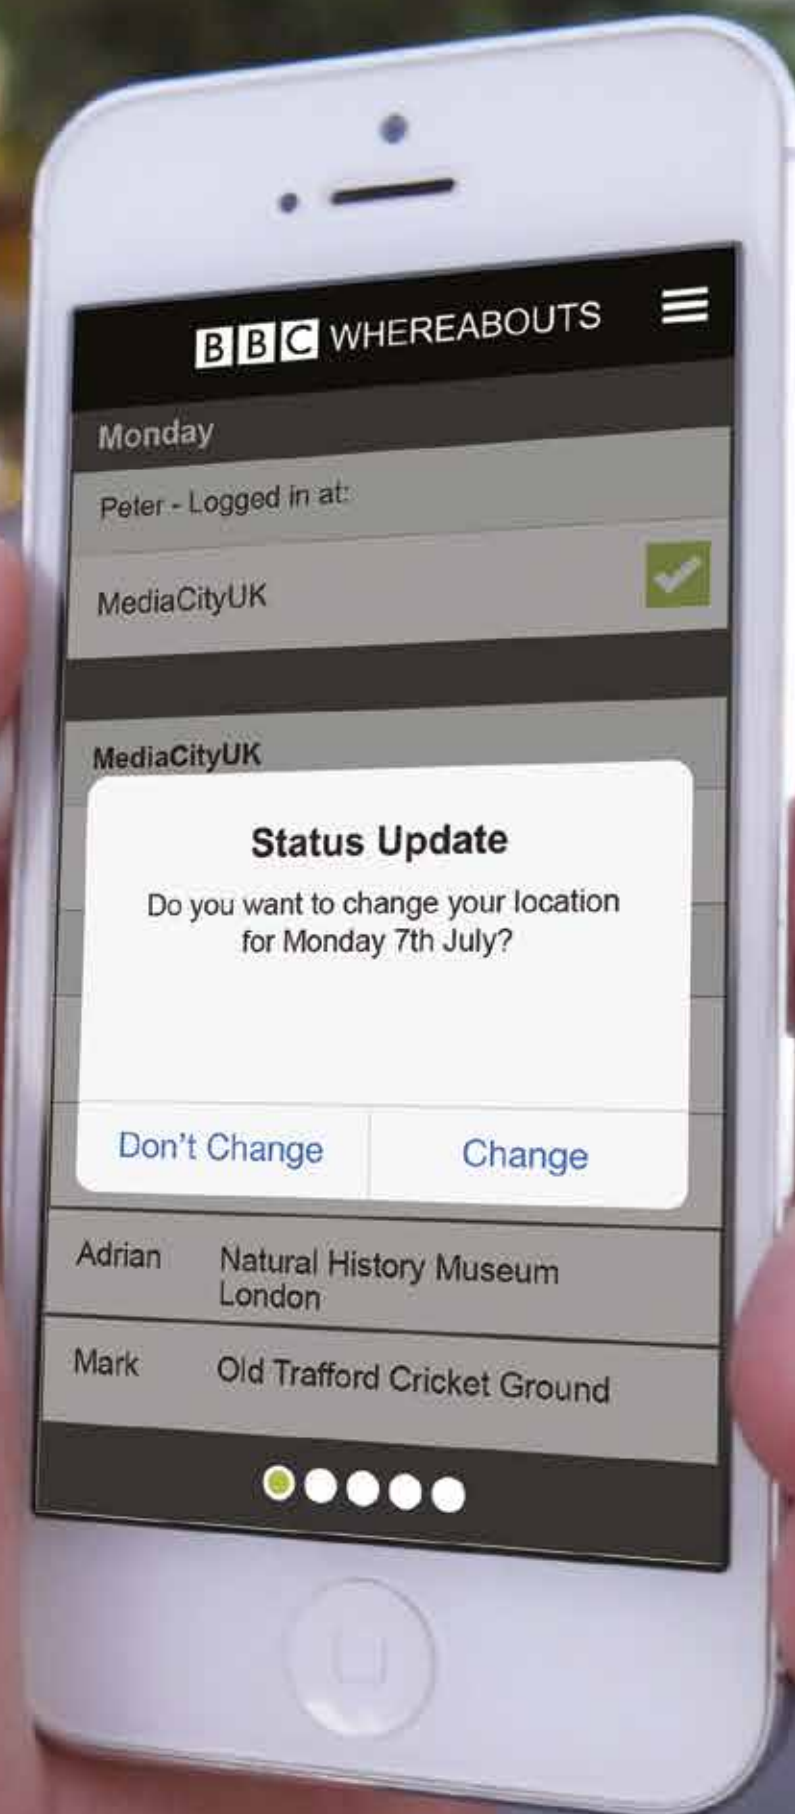 BBC WHEREABOUTS
Monday
Peter - Logged in at:
MediaCityUK
MediaCityUK
Status Update
Do you want to change your location
for Monday 7th July?
Don't Change
Change
Adrian
Natural History Museum
London
Mark
Old Trafford Cricket Ground